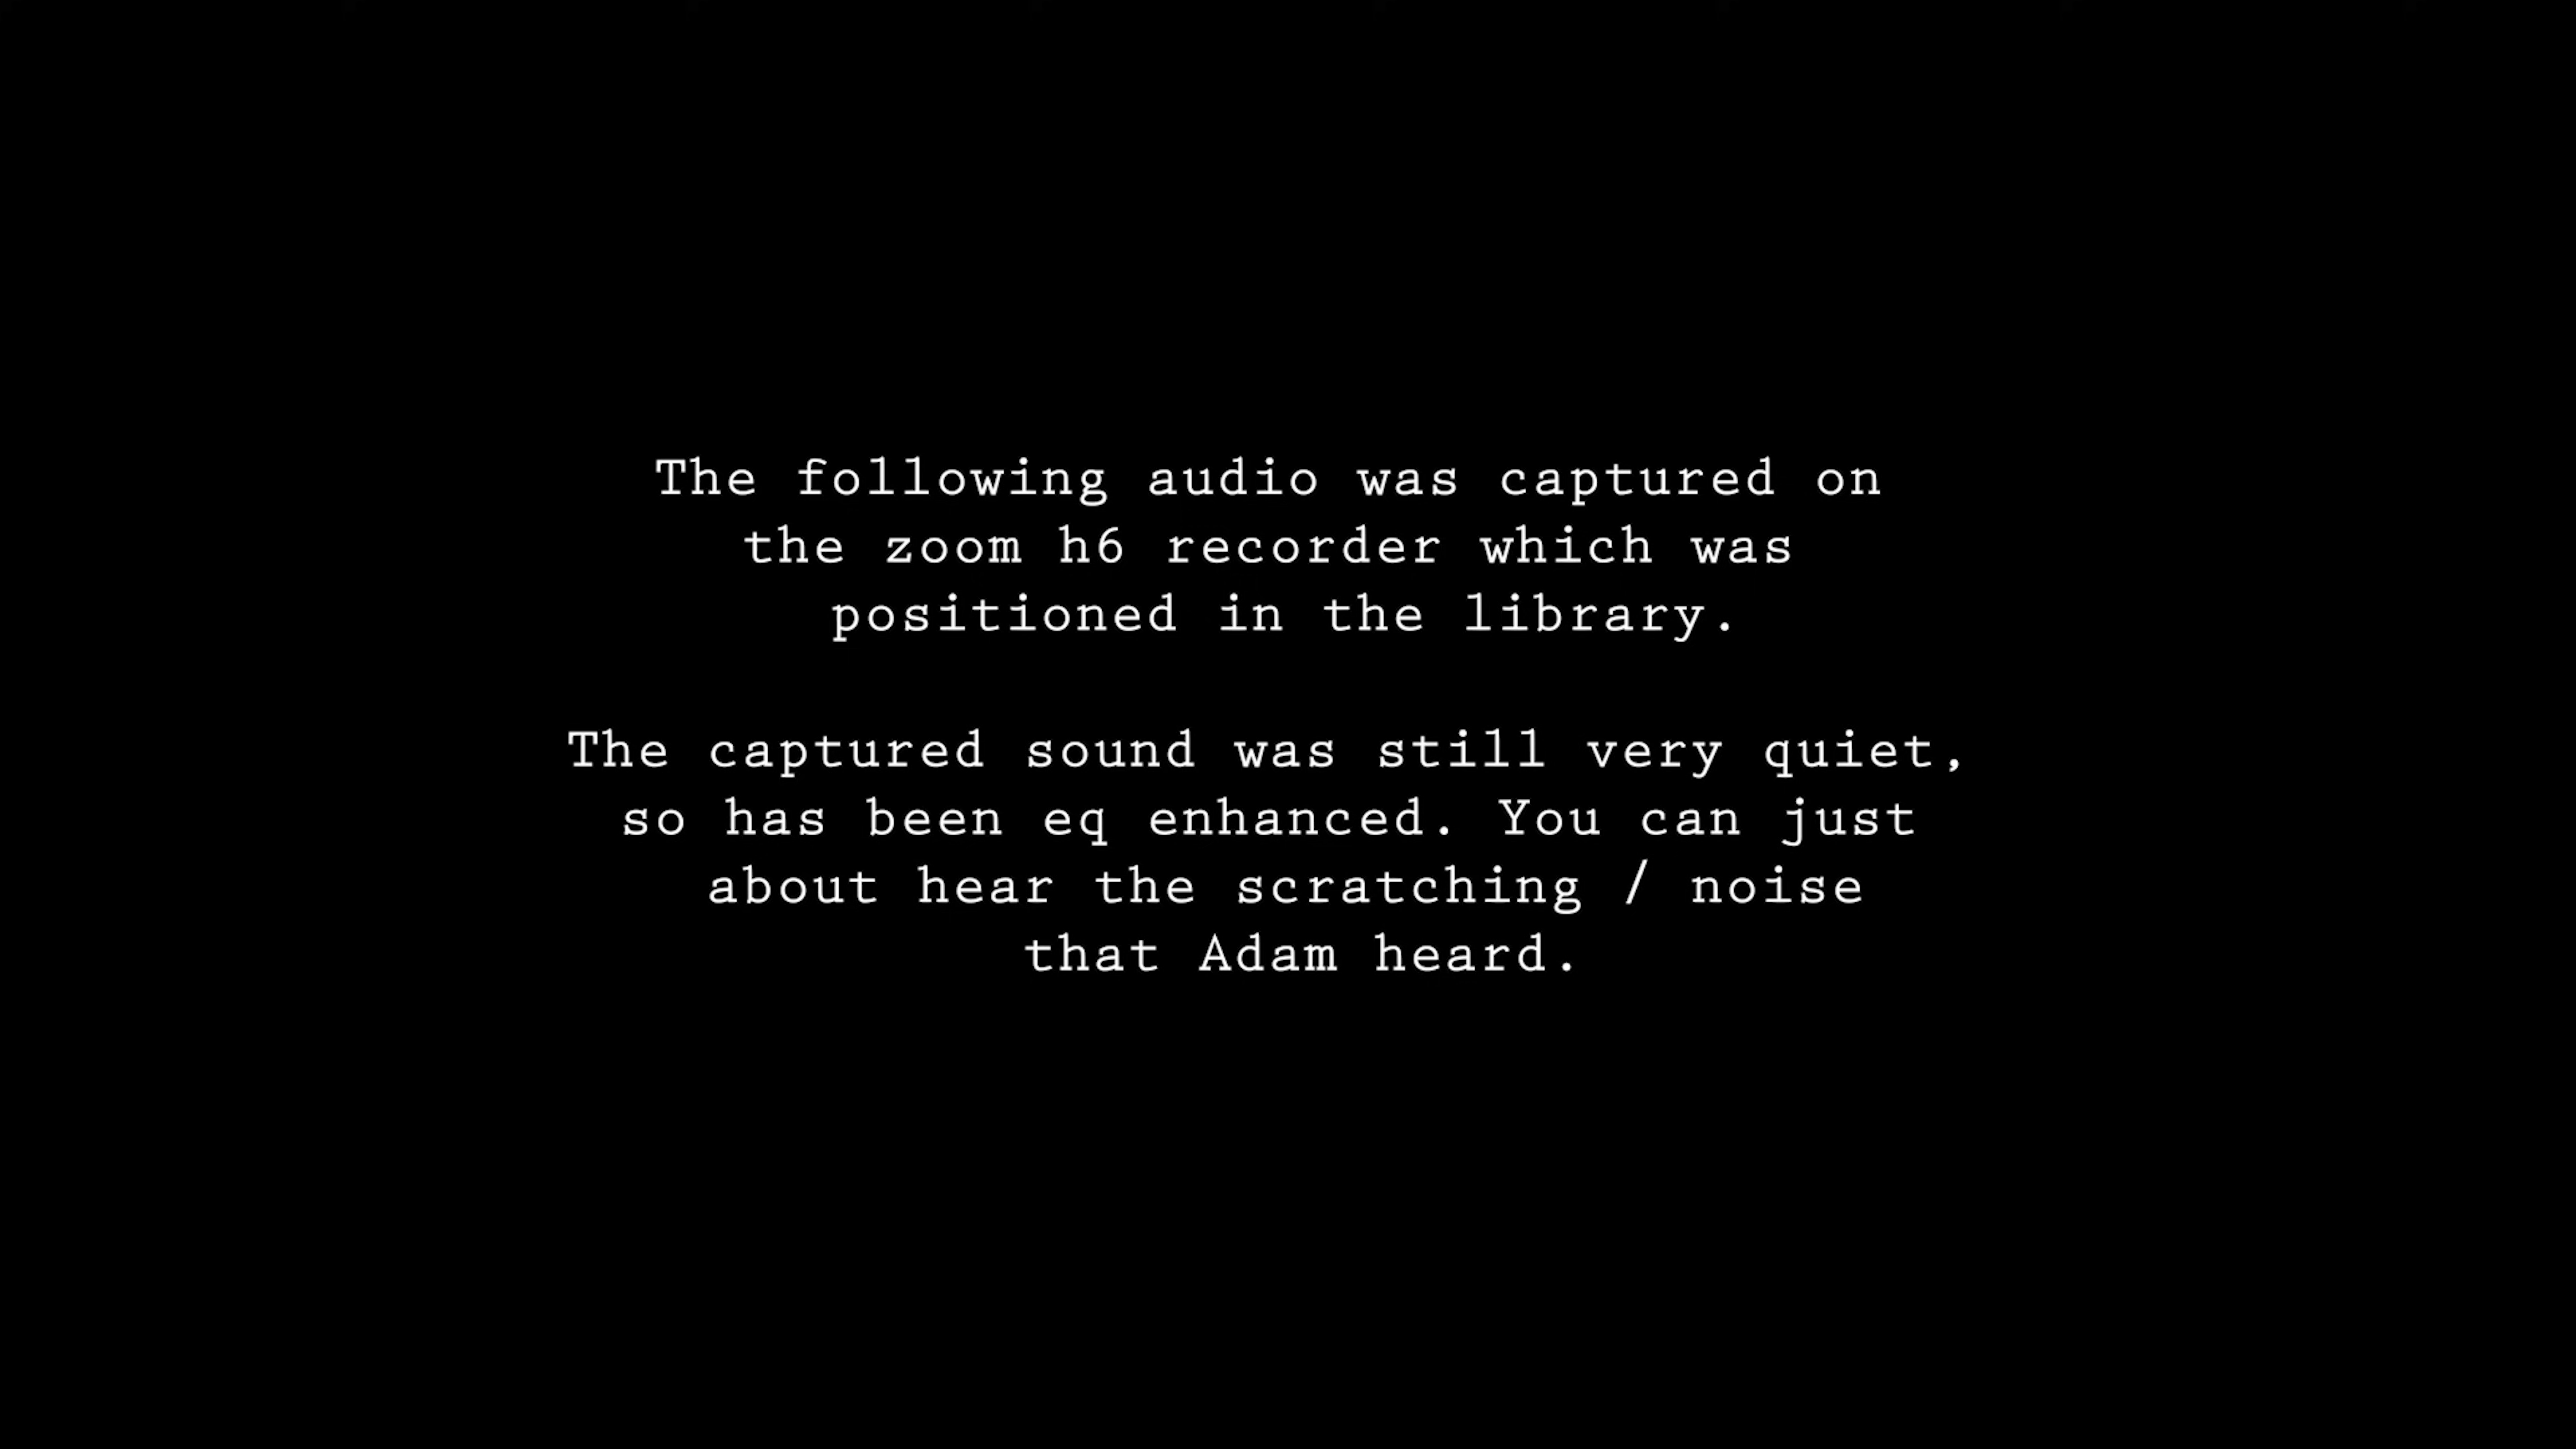 The following audio was captured on
the zoom h6 recorder which was
positioned in the library.
The captured sound was still very quiet,
so has been eq enhanced. You can just
about hear the scratching / noise
that Adam heard.